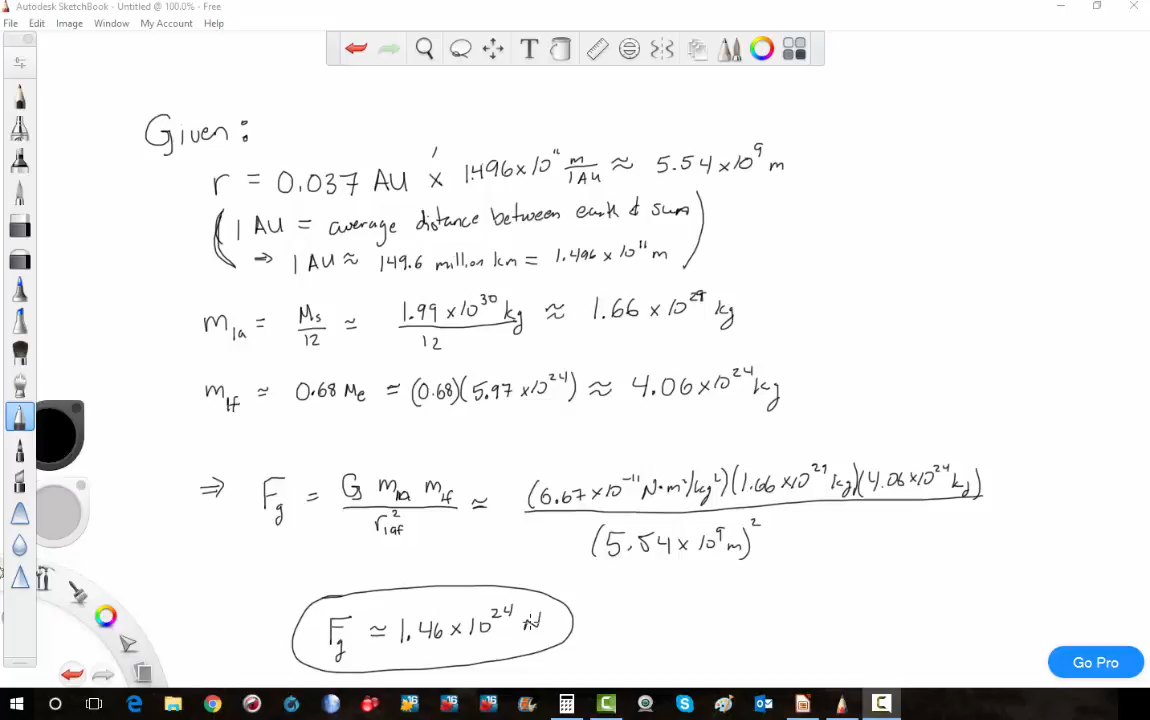 Autodesk SketchBook - Untitled @ 100.0% - Free
File Edit Image Window My Account Help
Given:
r = 0.037 AU × 1.496×10¹¹ m/1AU ≈ 5.54×10⁹ m
(1 AU = average distance between earth & sun
⇒ 1 AU ≈ 149.6 million km = 1.496×10¹¹ m)
m₁ₐ = Ms/12 ≈ 1.99×10³⁰ kg/12 ≈ 1.66×10²⁹ kg
m₁f ≈ 0.68 Me ≈ (0.68)(5.97×10²⁴) ≈ 4.06×10²⁴ kg
⇒ Fg = G m₁ₐ m₁f / r₁ₐf² ≈ (6.67×10⁻¹¹ N·m²/kg²)(1.66×10²⁹ kg)(4.06×10²⁴ kg) / (5.54×10⁹ m)²
Fg ≈ 1.46×10²⁴ N
Go Pro